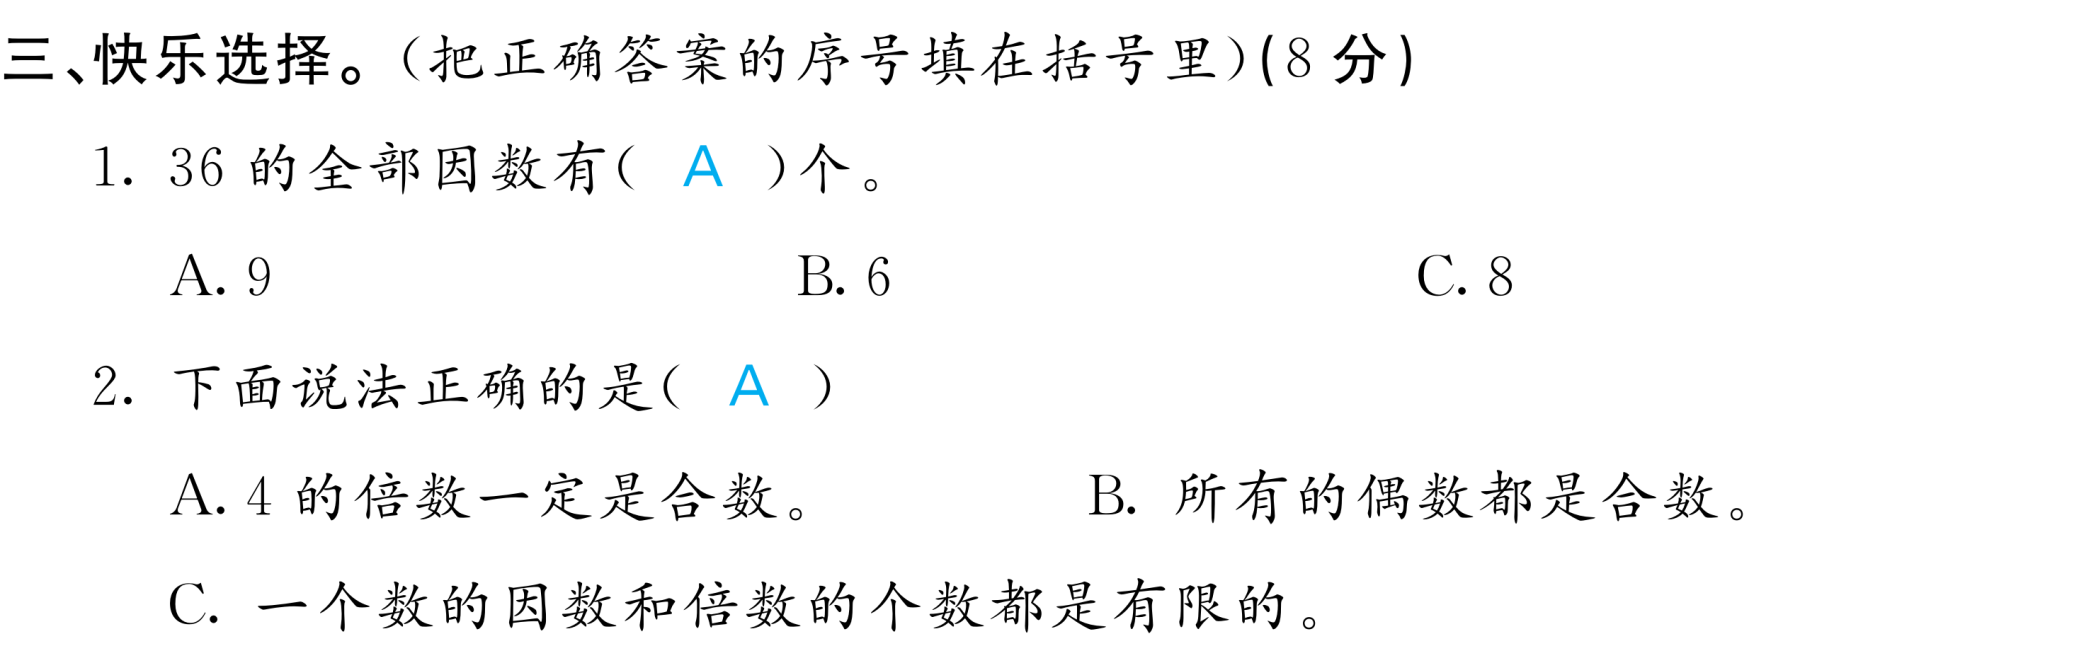 三、快乐选择。(把正确答案的序号填在括号里)(8 分)
1. 36 的全部因数有( A )个。
A. 9 B. 6 C. 8
2. 下面说法正确的是( A )
A. 4 的倍数一定是合数。 B. 所有的偶数都是合数。
C. 一个数的因数和倍数的个数都是有限的。